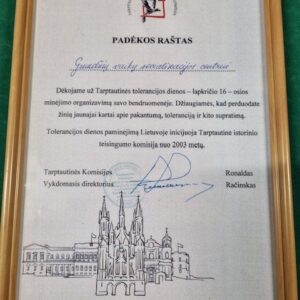 PADĖKOS RAŠTAS
vaikų socializacijos centrui
Dėkojame už Tarptautinės tolerancijos dienos – lapkričio 16 – osios
minėjimo organizavimą savo bendruomenėje. Džiaugiamės, kad perduodate
žinią jaunajai kartai apie pakantumą, toleranciją ir kito supratimą.
Tolerancijos dienos paminėjimą Lietuvoje inicijuoja Tarptautinė istorinio
teisingumo komisija nuo 2003 metų.
Tarptautinės Komisijos Ronaldas
Vykdomasis direktorius Račinskas